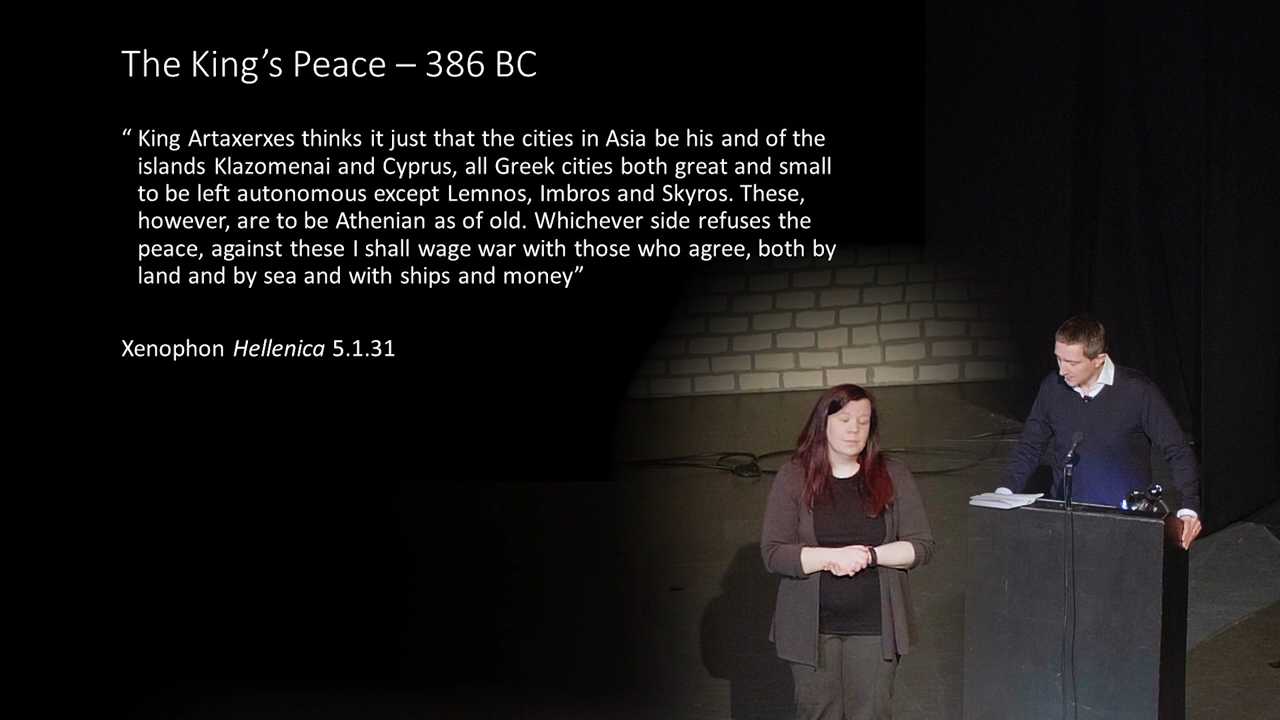 The King’s Peace – 386 BC
“ King Artaxerxes thinks it just that the cities in Asia be his and of the
islands Klazomenai and Cyprus, all Greek cities both great and small
to be left autonomous except Lemnos, Imbros and Skyros. These,
however, are to be Athenian as of old. Whichever side refuses the
peace, against these I shall wage war with those who agree, both by
land and by sea and with ships and money”
Xenophon Hellenica 5.1.31